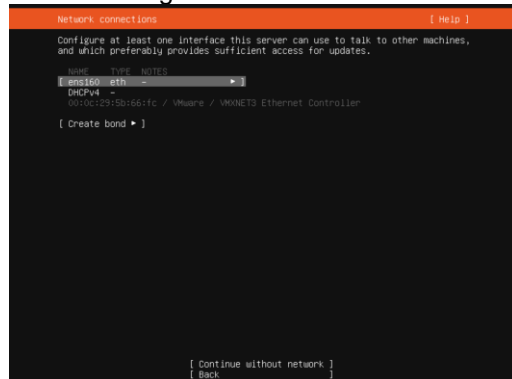 Network connections [ Help ]
Configure at least one interface this server can use to talk to other machines,
and which preferably provides sufficient access for updates.
NAME TYPE NOTES
[ ens160 eth - ▸ ]
DHCPv4 -
00:0c:29:5b:66:fc / VMware / VMXNET3 Ethernet Controller
[ Create bond ▸ ]
[ Continue without network ]
[ Back ]